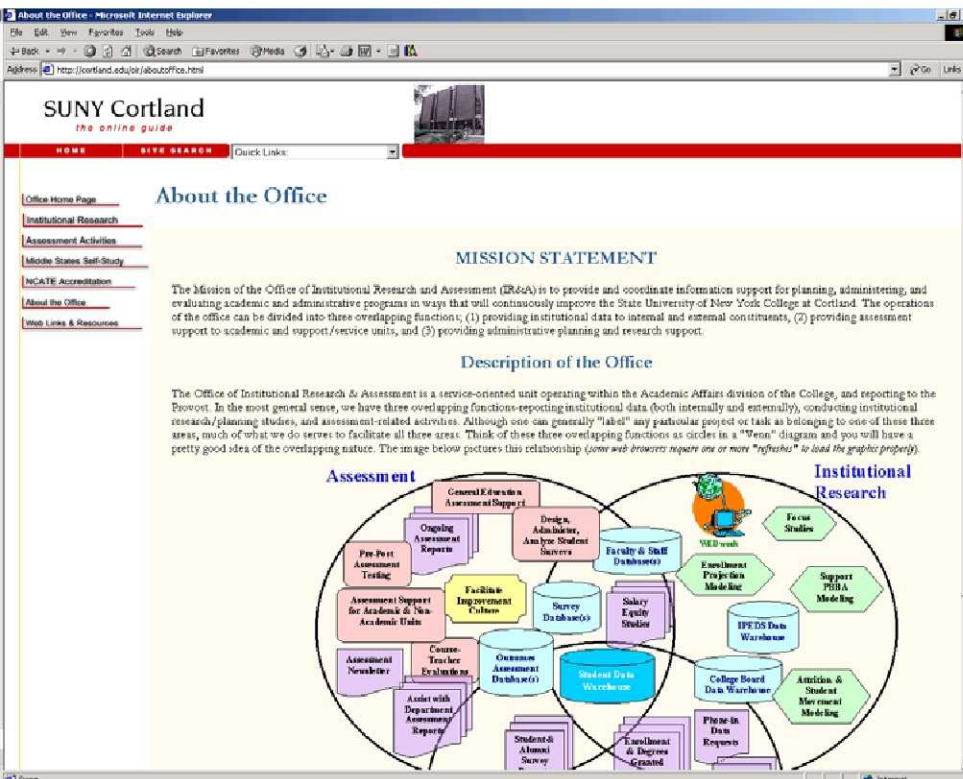 About the Office - Microsoft Internet Explorer
File Edit View Favorites Tools Help
Back Search Favorites Media
Address http://cortland.edu/oir/aboutoffice.html Go Links
SUNY Cortland
the online guide
HOME SITE SEARCH Quick Links:
Office Home Page
Institutional Research
Assessment Activities
Middle States Self-Study
NCATE Accreditation
About the Office
Web Links & Resources
About the Office
MISSION STATEMENT
The Mission of the Office of Institutional Research and Assessment (IR&A) is to provide and coordinate information support for planning, administering, and
evaluating academic and administrative programs in ways that will continuously improve the State University of New York College at Cortland. The operations
of the office can be divided into three overlapping functions; (1) providing institutional data to internal and external constituents, (2) providing assessment
support to academic and support/service units, and (3) providing administrative planning and research support.
Description of the Office
The Office of Institutional Research & Assessment is a service-oriented unit operating within the Academic Affairs division of the College, and reporting to the
Provost. In the most general sense, we have three overlapping functions-reporting institutional data (both internally and externally), conducting institutional
research/planning studies, and assessment-related activities. Although one can generally "label" any particular project or task as belonging to one of these three
areas, much of what we do serves to facilitate all three areas. Think of these three overlapping functions as circles in a "Venn" diagram and you will have a
pretty good idea of the overlapping nature. The image below pictures this relationship (some web browsers require one or more "refreshes" to load the graphic properly).
Assessment
Institutional
Research
General Education
Assessment Support
Ongoing
Assessment
Reports
Design,
Administer,
Analyze Student
Surveys
Pre-Post
Assessment
Testing
Faculty & Staff
Database(s)
WEB work
Focus
Studies
Enrollment
Projection
Modeling
Support
PBBA
Modeling
Assessment Support
for Academic & Non-
Academic Units
Facilitate
Improvement
Culture
Survey
Database(s)
Salary
Equity
Studies
IPEDS Data
Warehouse
Assessment
Newsletter
Course-
Teacher
Evaluations
Outcomes
Assessment
Database(s)
Student Data
Warehouse
College Board
Data Warehouse
Attrition &
Student
Movement
Modeling
Assist with
Department
Assessment
Reports
Student &
Alumni
Survey
Enrollment
& Degrees
Granted
Phone-In
Data
Requests